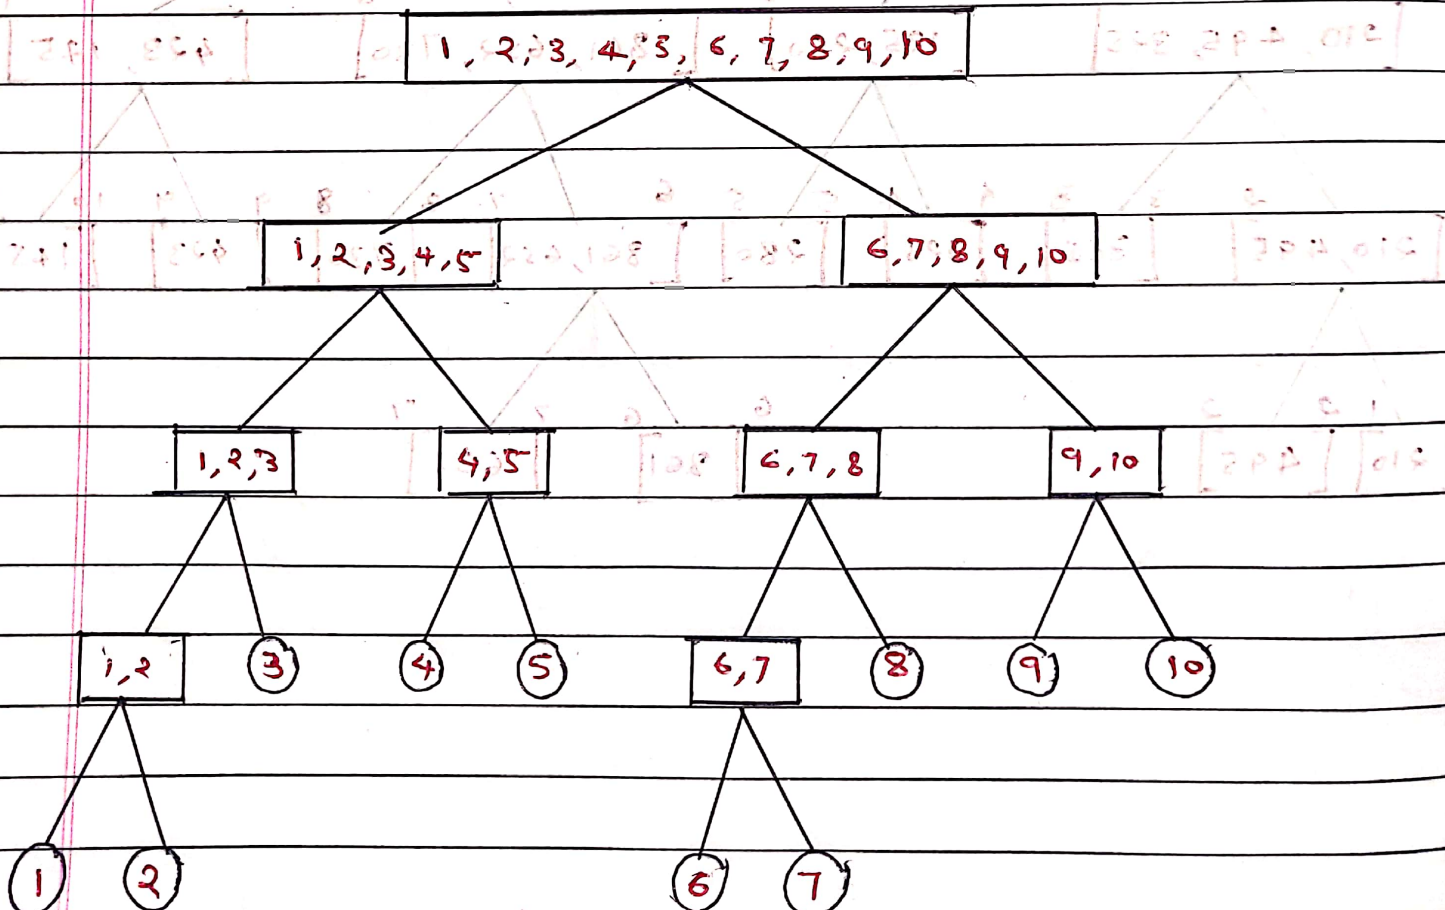 1, 2, 3, 4, 5, 6, 7, 8, 9, 10
1, 2, 3, 4, 5
6, 7, 8, 9, 10
1, 2, 3
4, 5
6, 7, 8
9, 10
1, 2
3
4
5
6, 7
8
9
10
1
2
6
7